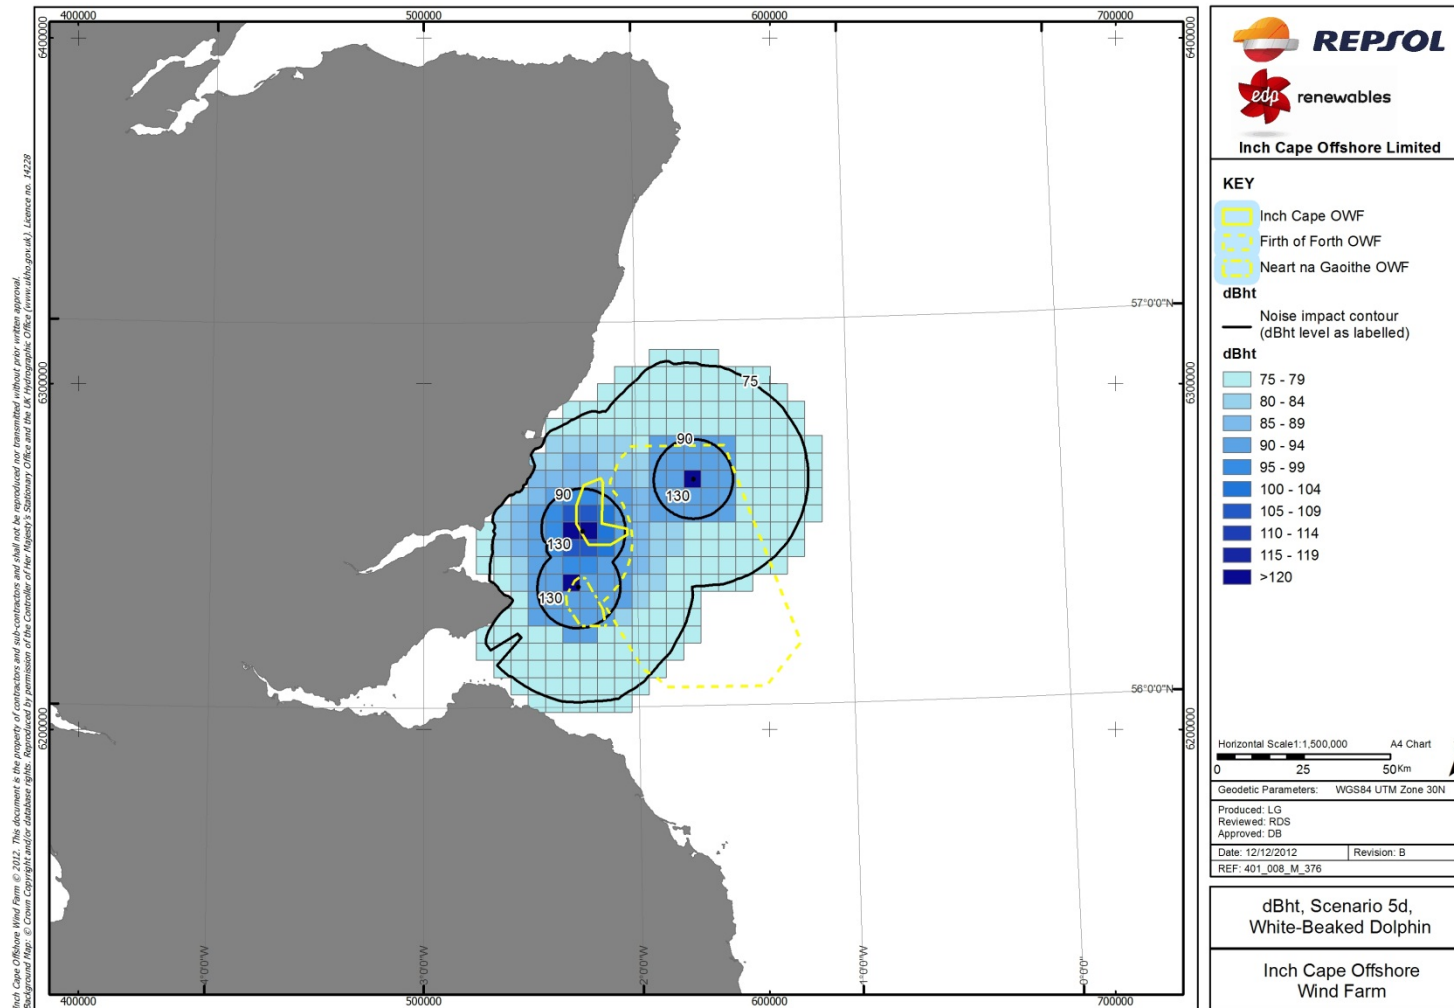 400000
500000
600000
700000
6400000
6400000
57°0'0"N
6300000
6300000
75
90
130
90
130
130
56°0'0"N
6200000
6200000
4°0'0"W
3°0'0"W
2°0'0"W
1°0'0"W
0°0'0"
400000
500000
600000
700000
Inch Cape Offshore Wind Farm © 2012. This document is the property of contractors and sub-contractors and shall not be reproduced nor transmitted without prior written approval.
Background Map: © Crown Copyright and/or database rights. Reproduced by permission of the Controller of Her Majesty's Stationary Office and the UK Hydrographic Office (www.ukho.gov.uk). Licence no. 14228
REPSOL
edp renewables
Inch Cape Offshore Limited
KEY
Inch Cape OWF
Firth of Forth OWF
Neart na Gaoithe OWF
dBht
Noise impact contour
(dBht level as labelled)
dBht
75 - 79
80 - 84
85 - 89
90 - 94
95 - 99
100 - 104
105 - 109
110 - 114
115 - 119
>120
Horizontal Scale1:1,500,000 A4 Chart
0 25 50Km
Geodetic Parameters: WGS84 UTM Zone 30N
Produced: LG
Reviewed: RDS
Approved: DB
Date: 12/12/2012 Revision: B
REF: 401_008_M_376
dBht, Scenario 5d,
White-Beaked Dolphin
Inch Cape Offshore
Wind Farm